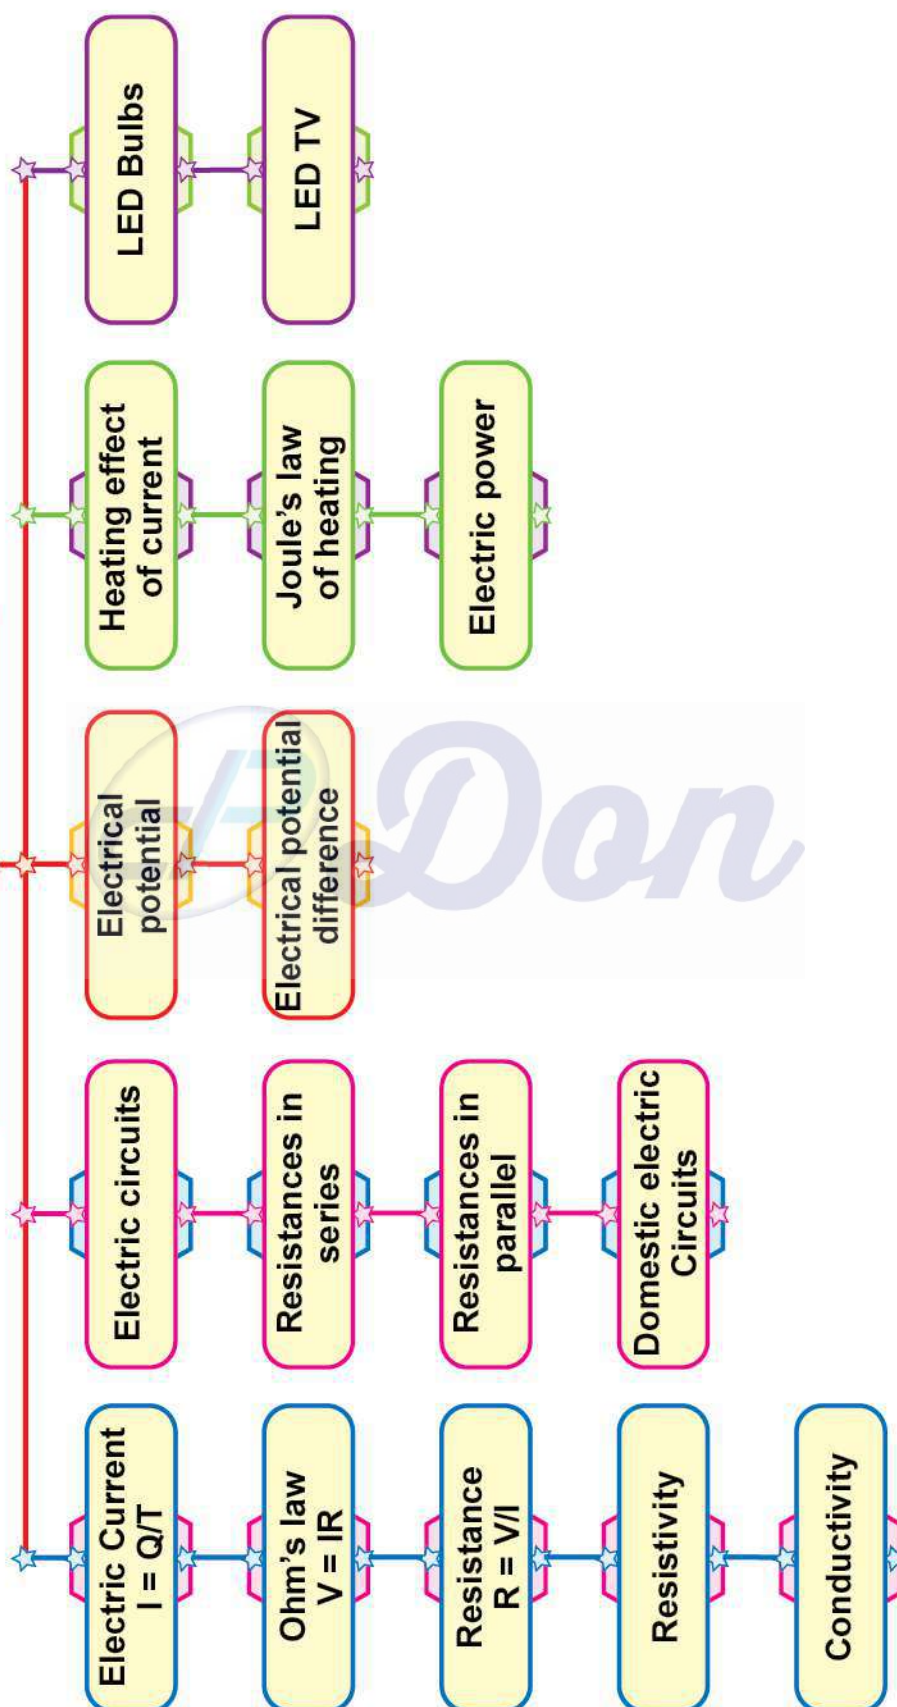 Electric Current
I = Q/T
Ohm's law
V = IR
Resistance
R = V/I
Resistivity
Conductivity
Electric circuits
Resistances in
series
Resistances in
parallel
Domestic electric
Circuits
Electrical
potential
Electrical potential
difference
Heating effect
of current
Joule's law
of heating
Electric power
LED Bulbs
LED TV
Don